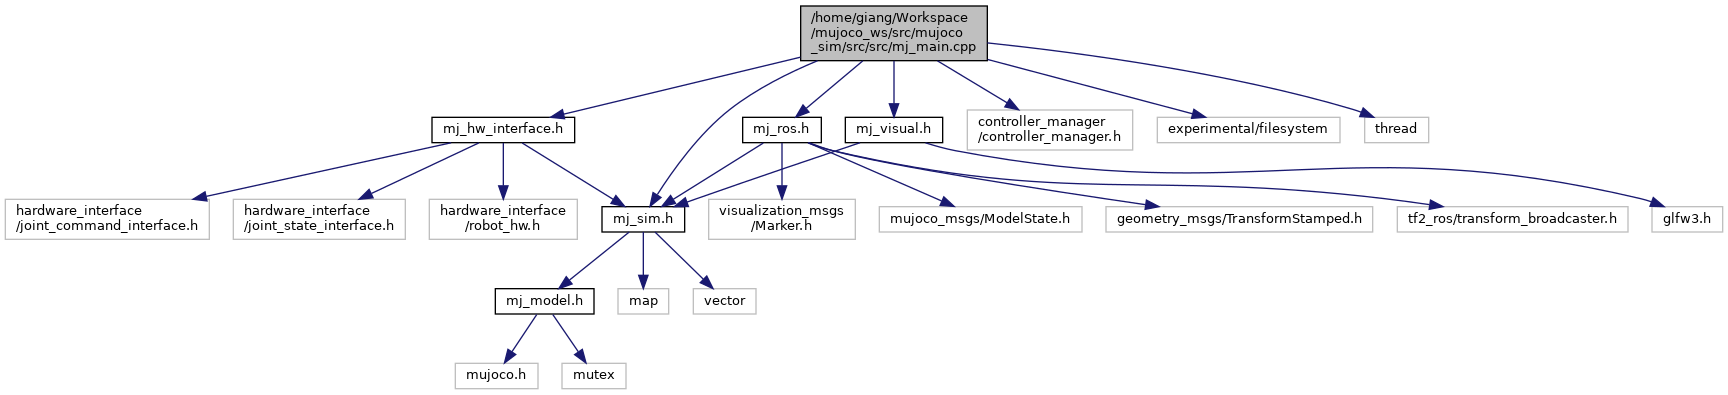 /home/giang/Workspace
/mujoco_ws/src/mujoco
_sim/src/src/mj_main.cpp
mj_hw_interface.h
mj_ros.h
mj_visual.h
controller_manager
/controller_manager.h
experimental/filesystem
thread
hardware_interface
/joint_command_interface.h
hardware_interface
/joint_state_interface.h
hardware_interface
/robot_hw.h
mj_sim.h
visualization_msgs
/Marker.h
mujoco_msgs/ModelState.h
geometry_msgs/TransformStamped.h
tf2_ros/transform_broadcaster.h
glfw3.h
mj_model.h
map
vector
mujoco.h
mutex